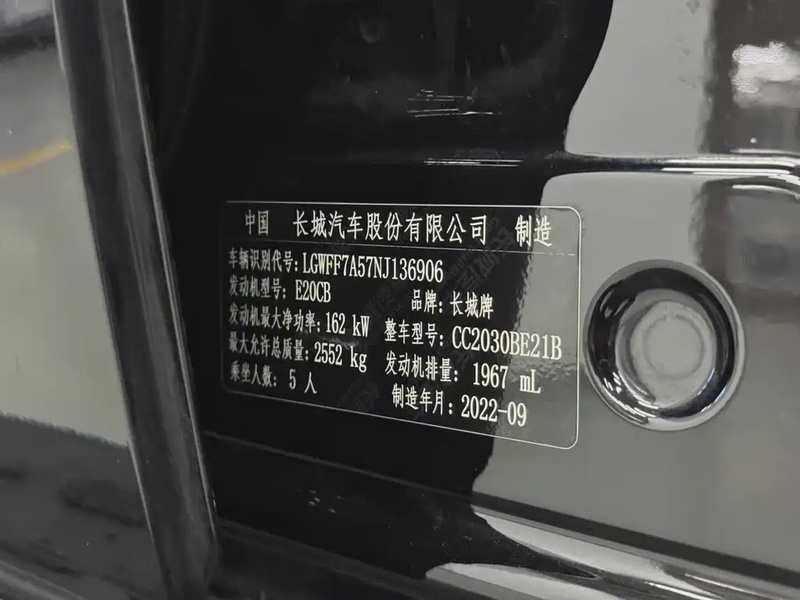 中国 长城汽车股份有限公司 制造
车辆识别代号:LGWFF7A57NJ136906
发动机型号:E20CB 品牌:长城牌
发动机最大净功率:162 kW 整车型号:CC2030BE21B
最大允许总质量:2552 kg 发动机排量: 1967 mL
乘坐人数: 5 人 制造年月:2022-09